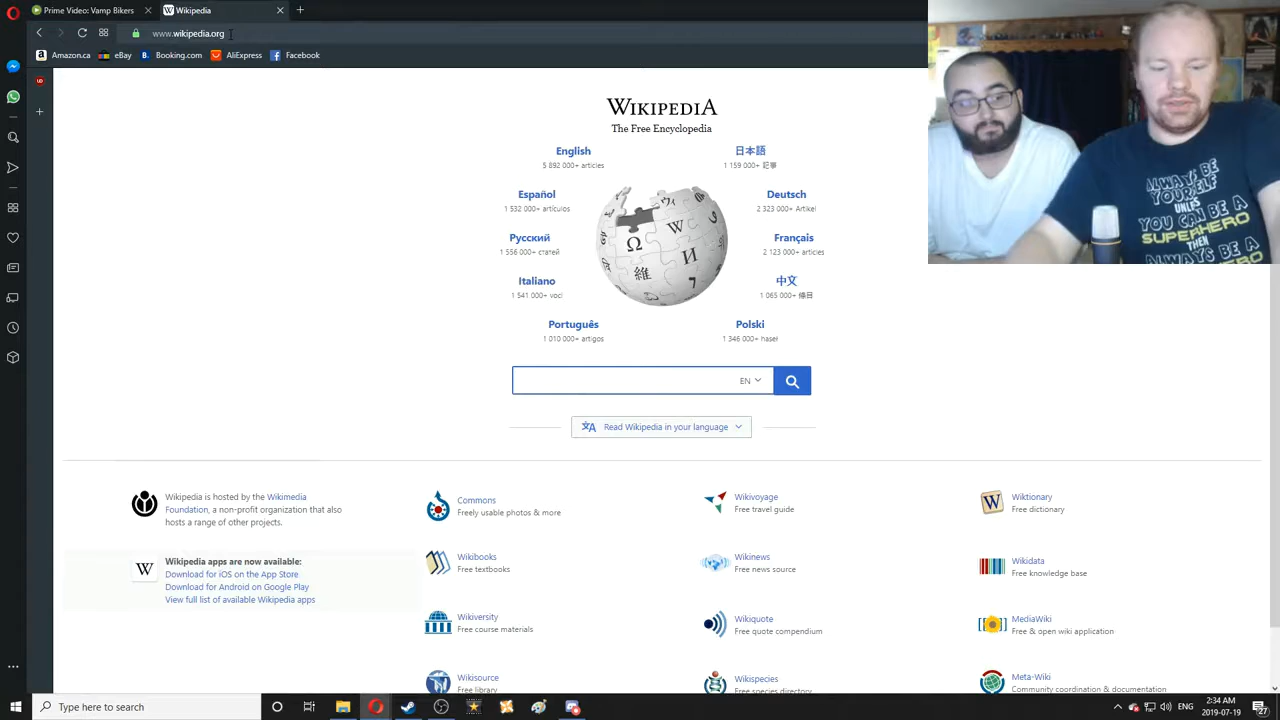 Prime Video: Vamp Bikers
Wikipedia
www.wikipedia.org
Amazon.ca
eBay
Booking.com
AliExpress
Facebook
WIKIPEDIA
The Free Encyclopedia
English
5 892 000+ articles
日本語
1 159 000+ 記事
Español
1 532 000+ artículos
Deutsch
2 323 000+ Artikel
Русский
1 556 000+ статей
Français
2 123 000+ articles
Italiano
1 541 000+ voci
中文
1 065 000+ 條目
Português
1 010 000+ artigos
Polski
1 346 000+ haseł
EN
Read Wikipedia in your language
Wikipedia is hosted by the Wikimedia
Foundation, a non-profit organization that also
hosts a range of other projects.
Wikipedia apps are now available:
Download for iOS on the App Store
Download for Android on Google Play
View full list of available Wikipedia apps
Commons
Freely usable photos & more
Wikivoyage
Free travel guide
Wiktionary
Free dictionary
Wikibooks
Free textbooks
Wikinews
Free news source
Wikidata
Free knowledge base
Wikiversity
Free course materials
Wikiquote
Free quote compendium
MediaWiki
Free & open wiki application
Wikisource
Free library
Wikispecies
Free species directory
Meta-Wiki
Community coordination & documentation
ALWAYS BE
YOURSELF
UNLESS
YOU CAN BE A
SUPERHERO
THEN
ALWAYS BE A
Type here to search
ENG
2:34 AM
2019-07-19
27